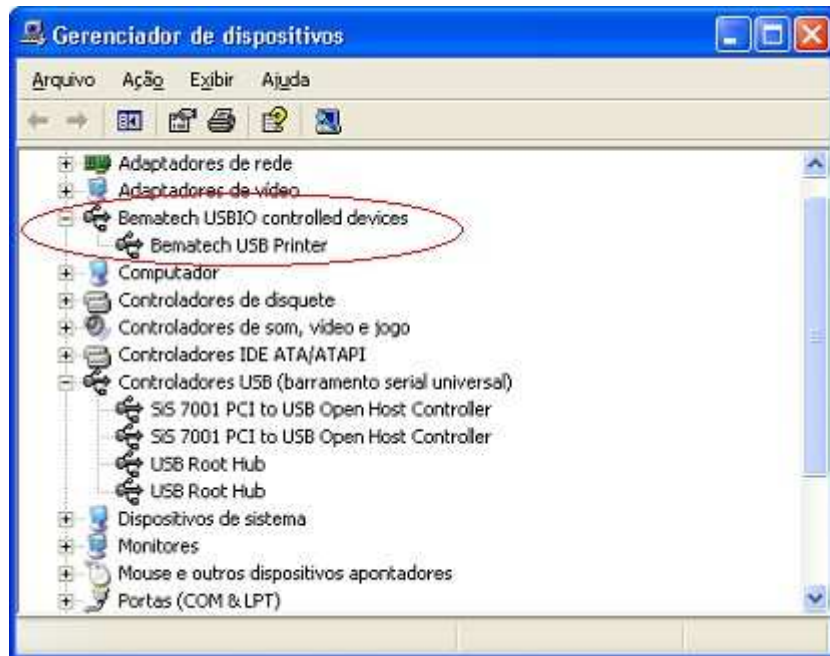 Gerenciador de dispositivos
Arquivo Ação Exibir Ajuda
Adaptadores de rede
Adaptadores de vídeo
Bematech USBIO controlled devices
Bematech USB Printer
Computador
Controladores de disquete
Controladores de som, vídeo e jogo
Controladores IDE ATA/ATAPI
Controladores USB (barramento serial universal)
SiS 7001 PCI to USB Open Host Controller
SiS 7001 PCI to USB Open Host Controller
USB Root Hub
USB Root Hub
Dispositivos de sistema
Monitores
Mouse e outros dispositivos apontadores
Portas (COM & LPT)